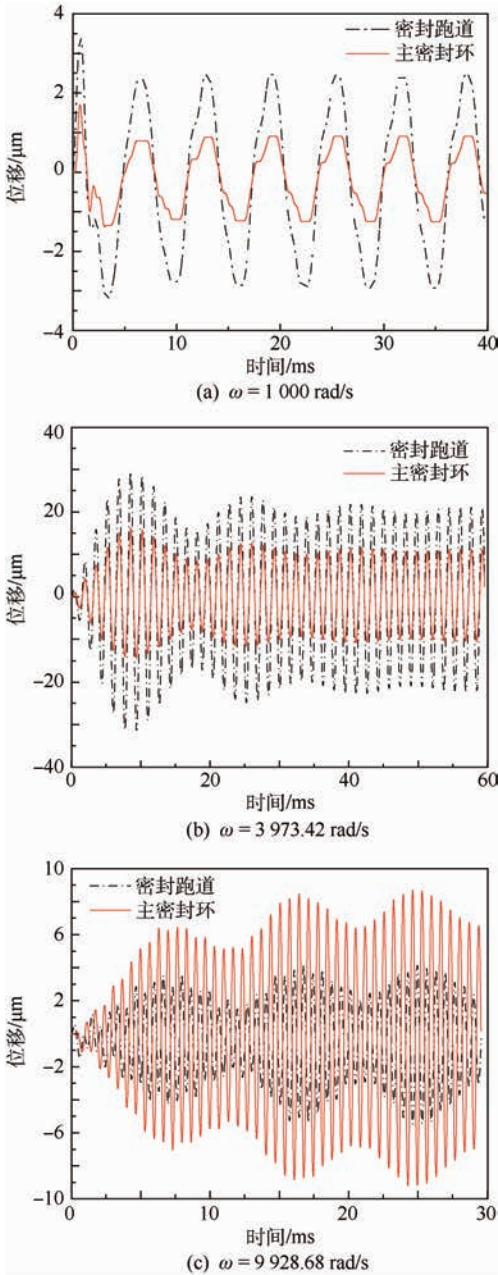 密封跑道
主密封环
位移/μm
4
2
0
-2
-4
0 10 20 30 40
时间/ms
(a) ω = 1 000 rad/s
密封跑道
主密封环
位移/μm
40
20
0
-20
-40
0 20 40 60
时间/ms
(b) ω = 3 973.42 rad/s
密封跑道
主密封环
位移/μm
10
6
2
-2
-6
-10
0 10 20 30
时间/ms
(c) ω = 9 928.68 rad/s